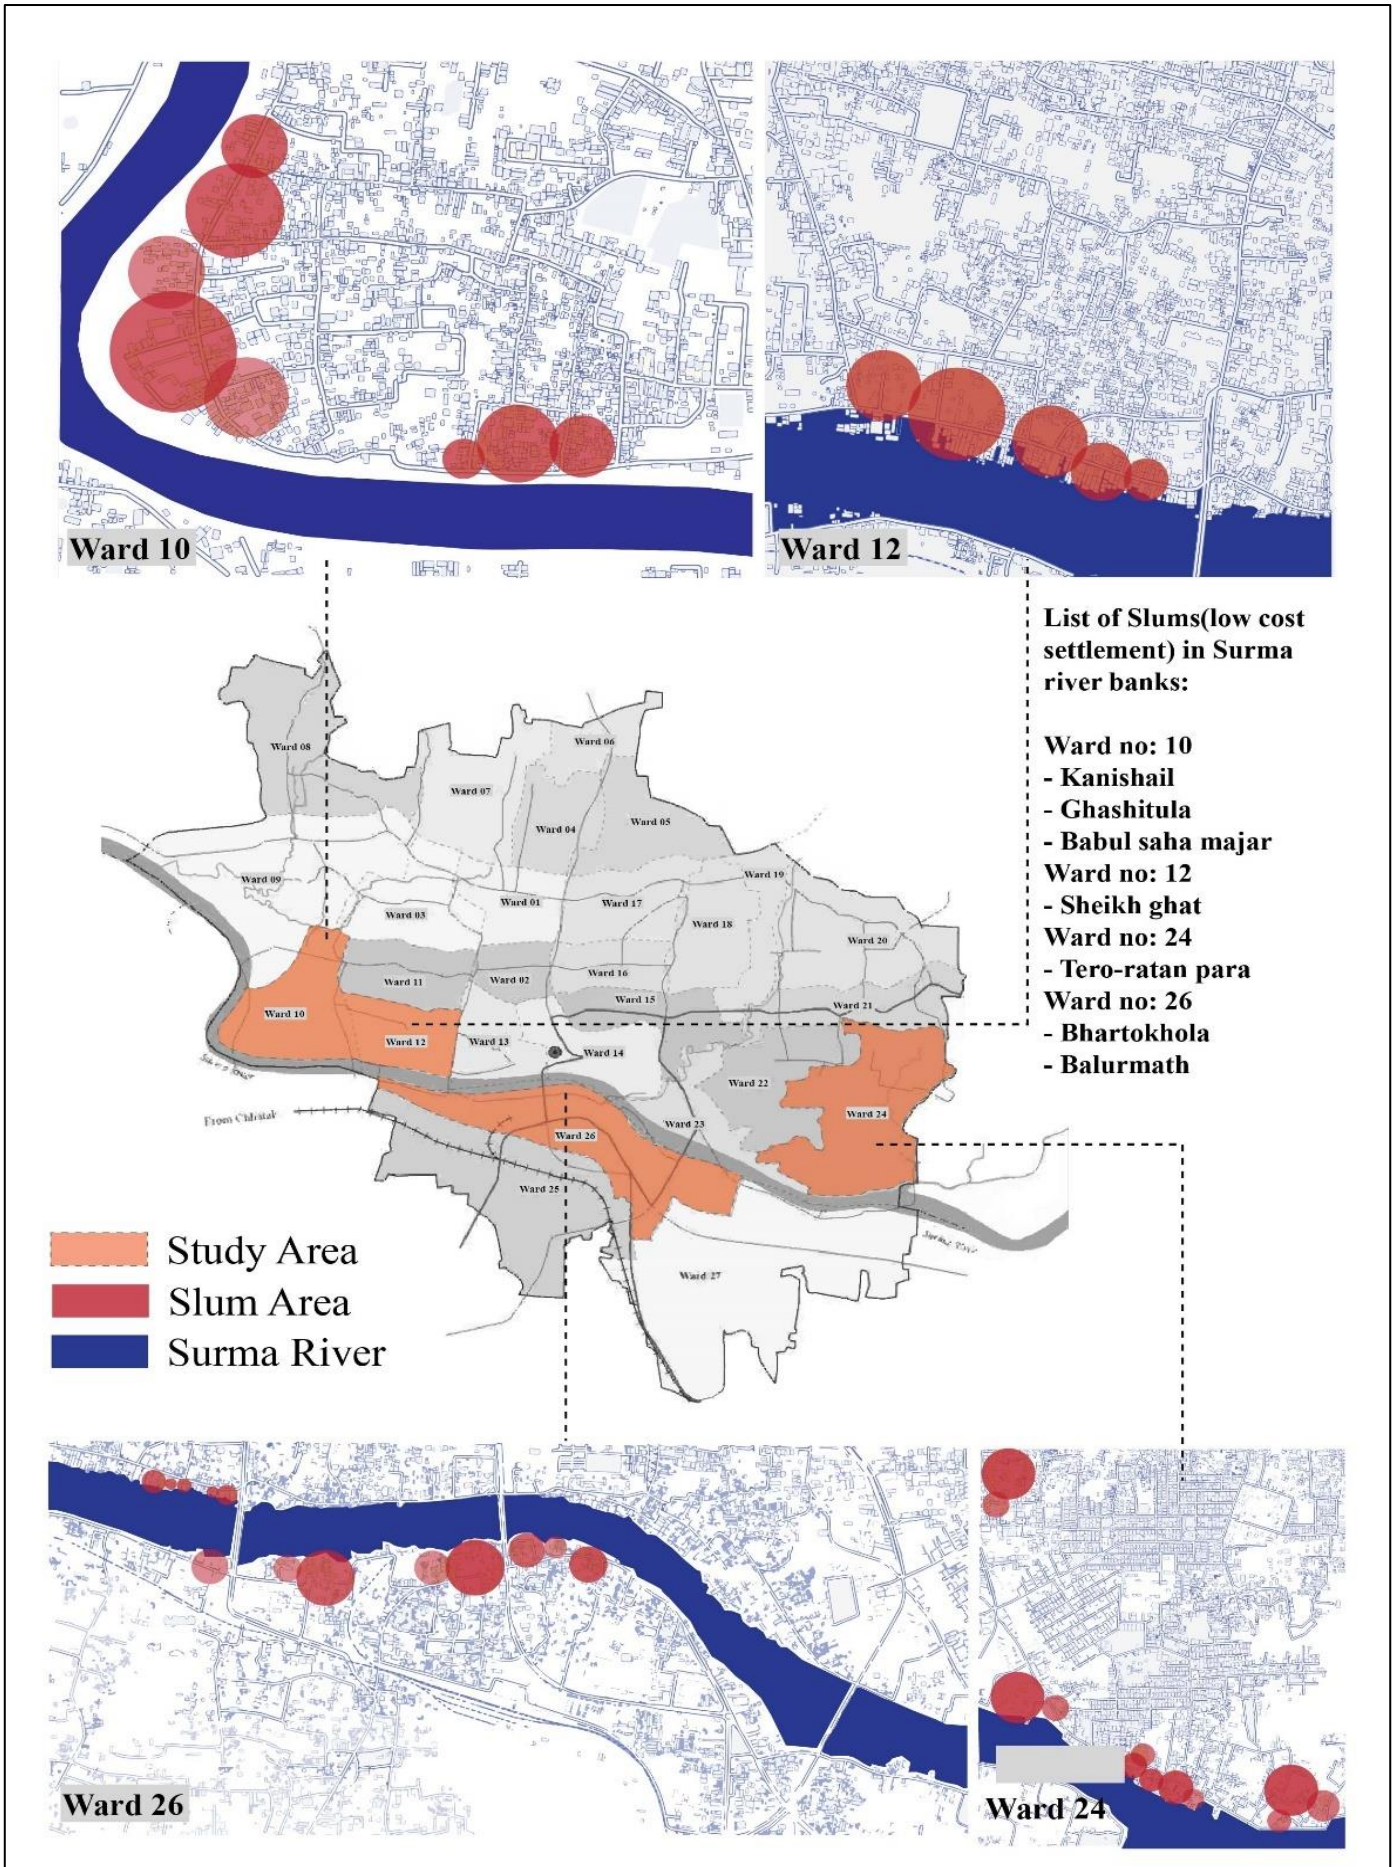 Ward 10
Ward 12
List of Slums(low cost
settlement) in Surma
river banks:
Ward no: 10
- Kanishail
- Ghashitula
- Babul saha majar
Ward no: 12
- Sheikh ghat
Ward no: 24
- Tero-ratan para
Ward no: 26
- Bhartokhola
- Balurmath
Ward 06
Ward 08
Ward 07
Ward 05
Ward 04
Ward 19
Ward 09
Ward 01
Ward 17
Ward 03
Ward 18
Ward 20
Ward 16
Ward 11
Ward 02
Ward 15
Ward 21
Ward 10
Ward 12
Ward 13
Ward 14
Ward 22
From Chhatak
Ward 24
Ward 23
Ward 26
Ward 25
Surma River
Ward 27
Study Area
Slum Area
Surma River
Ward 26
Ward 24